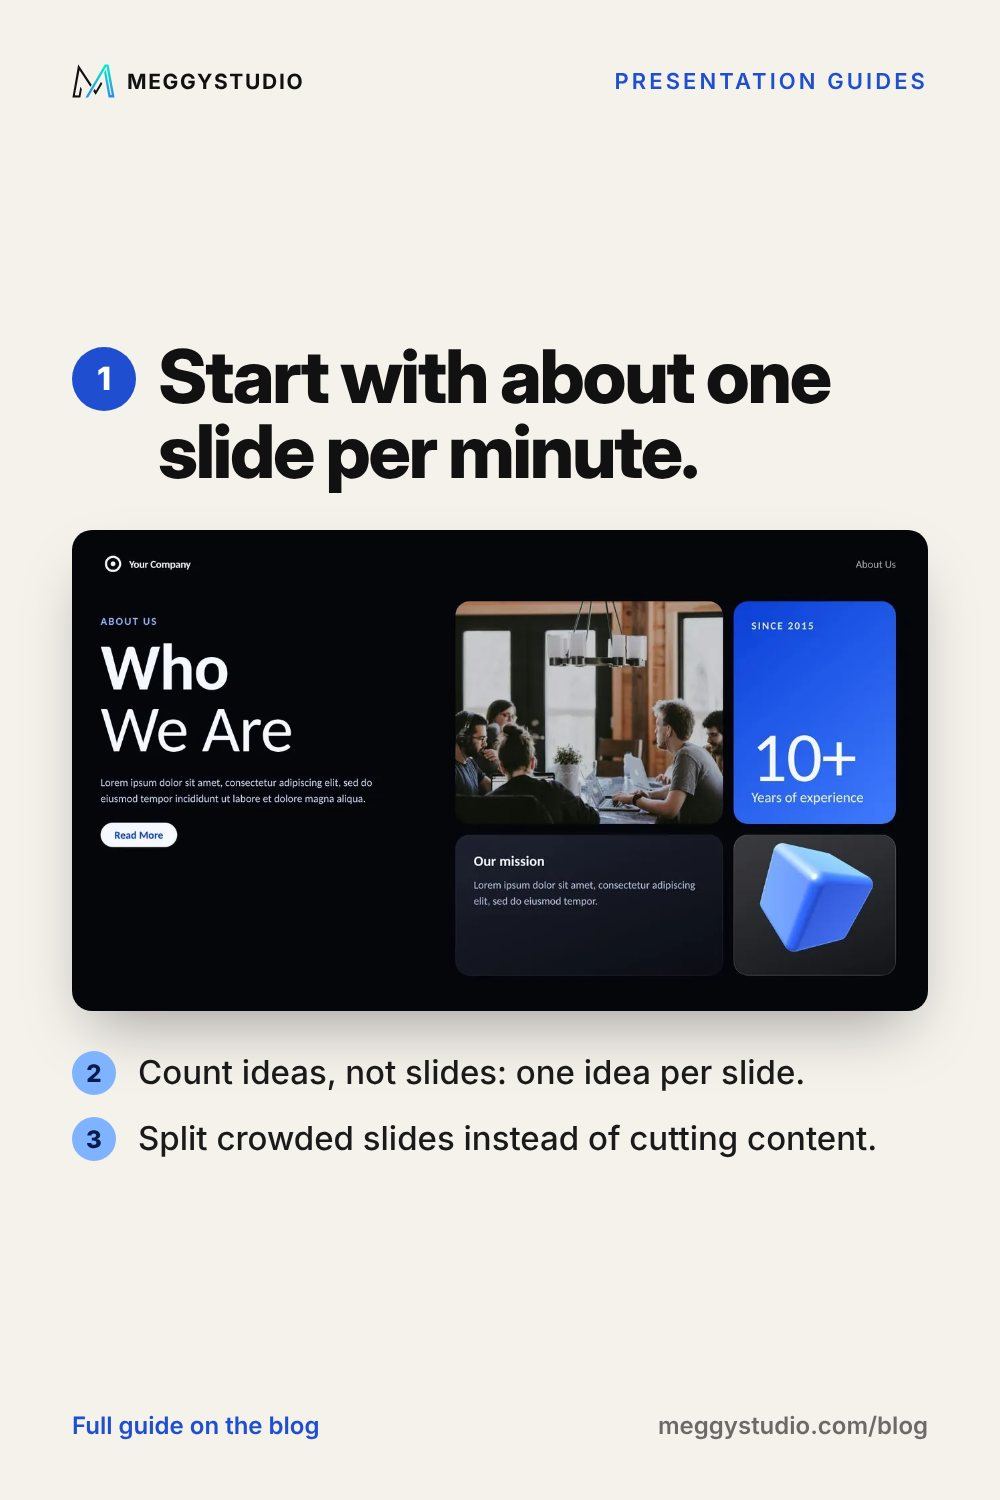 MEGGYSTUDIO
PRESENTATION GUIDES
1
Start with about one
slide per minute.
Your Company
About Us
ABOUT US
Who
We Are
Lorem ipsum dolor sit amet, consectetur adipiscing elit, sed do
eiusmod tempor incididunt ut labore et dolore magna aliqua.
Read More
SINCE 2015
10+
Years of experience
Our mission
Lorem ipsum dolor sit amet, consectetur adipiscing
elit, sed do eiusmod tempor.
2 Count ideas, not slides: one idea per slide.
3 Split crowded slides instead of cutting content.
Full guide on the blog
meggystudio.com/blog